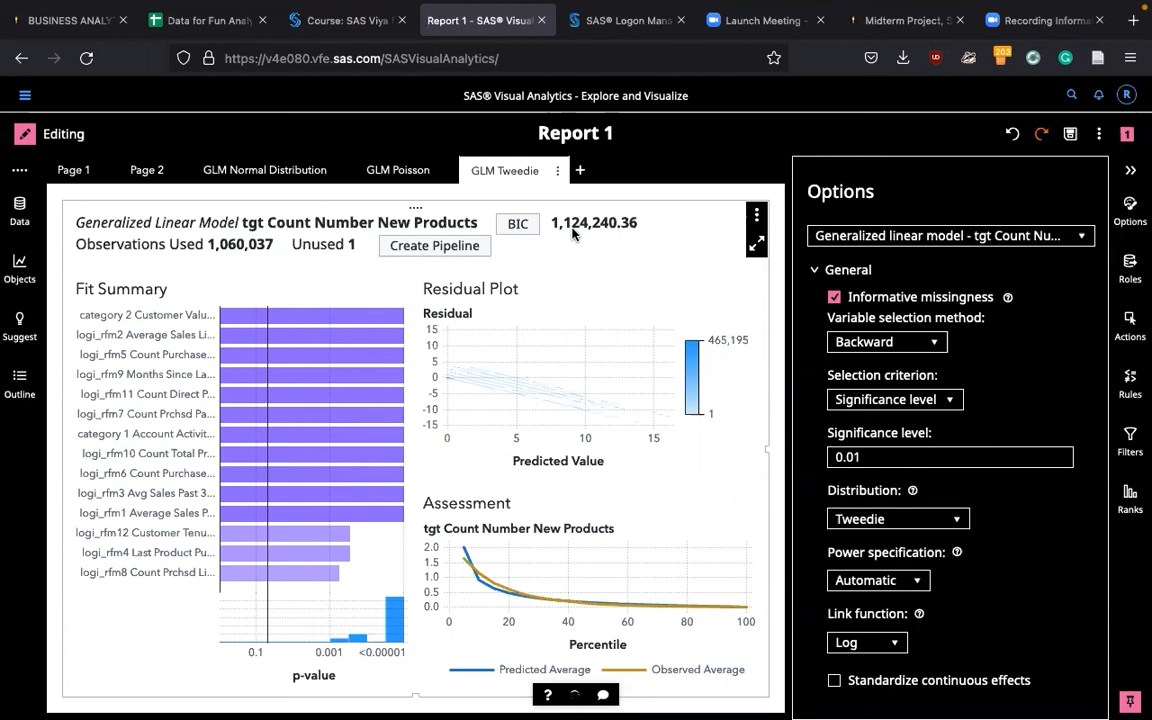 BUSINESS ANALY
Data for Fun Analy
Course: SAS Viya
Report 1 - SAS® Visual
SAS® Logon Mana
Launch Meeting -
Midterm Project, S
Recording Informa
https://v4e080.vfe.sas.com/SASVisualAnalytics/
203
SAS® Visual Analytics - Explore and Visualize
R
Editing
Report 1
1
Page 1
Page 2
GLM Normal Distribution
GLM Poisson
GLM Tweedie
Data
Objects
Suggest
Outline
Generalized Linear Model tgt Count Number New Products BIC 1,124,240.36
Observations Used 1,060,037 Unused 1 Create Pipeline
Fit Summary
category 2 Customer Valu...
logi_rfm2 Average Sales Li...
logi_rfm5 Count Purchase...
logi_rfm9 Months Since La...
logi_rfm11 Count Direct P...
logi_rfm7 Count Prchsd Pa...
category 1 Account Activit...
logi_rfm10 Count Total Pr...
logi_rfm6 Count Purchase...
logi_rfm3 Avg Sales Past 3...
logi_rfm1 Average Sales P...
logi_rfm12 Customer Tenu...
logi_rfm4 Last Product Pu...
logi_rfm8 Count Prchsd Li...
0.1 0.001 <0.00001
p-value
Residual Plot
Residual
15
10
5
0
-5
-10
-15
0 5 10 15
Predicted Value
465,195
1
Assessment
tgt Count Number New Products
2.0
1.5
1.0
0.5
0.0
0 20 40 60 80 100
Percentile
Predicted Average Observed Average
?
Options
Generalized linear model - tgt Count Nu...
General
Informative missingness
Variable selection method:
Backward
Selection criterion:
Significance level
Significance level:
0.01
Distribution:
Tweedie
Power specification:
Automatic
Link function:
Log
Standardize continuous effects
Options
Roles
Actions
Rules
Filters
Ranks